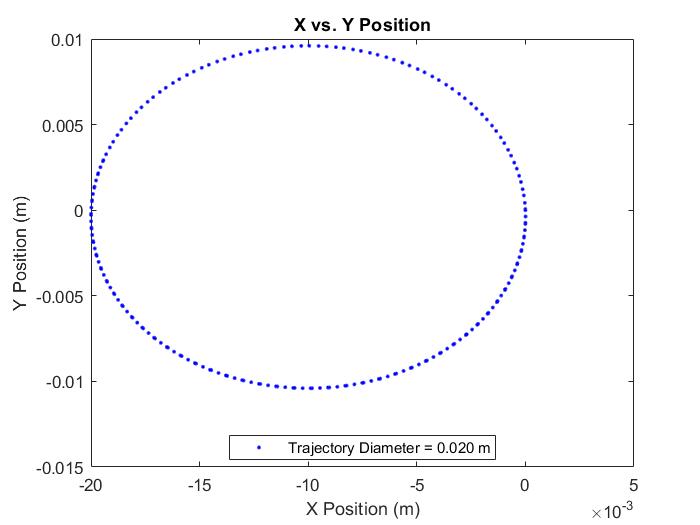 X vs. Y Position
0.01
0.005
0
-0.005
-0.01
-0.015
Y Position (m)
Trajectory Diameter = 0.020 m
-20 -15 -10 -5 0 5
X Position (m)
×10⁻³